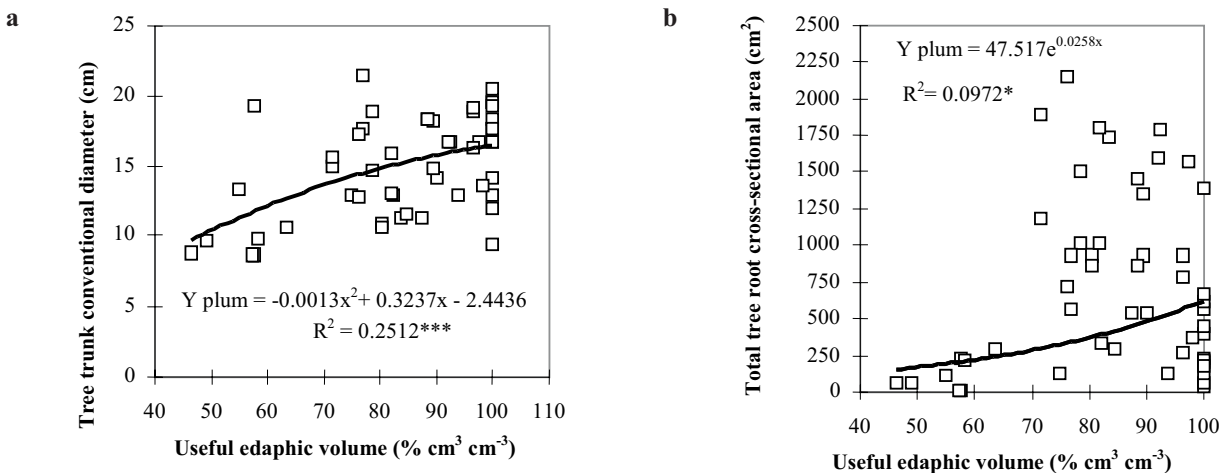 a
Tree trunk conventional diameter (cm)
25
20
15
10
5
0
Y plum = -0.0013x²+ 0.3237x - 2.4436
R² = 0.2512***
40 50 60 70 80 90 100 110
Useful edaphic volume (% cm³ cm⁻³)
b
Total tree root cross-sectional area (cm²)
2500
2250
2000
1750
1500
1250
1000
750
500
250
0
Y plum = 47.517e^0.0258x
R²= 0.0972*
40 50 60 70 80 90 100
Useful edaphic volume (% cm³ cm⁻³)